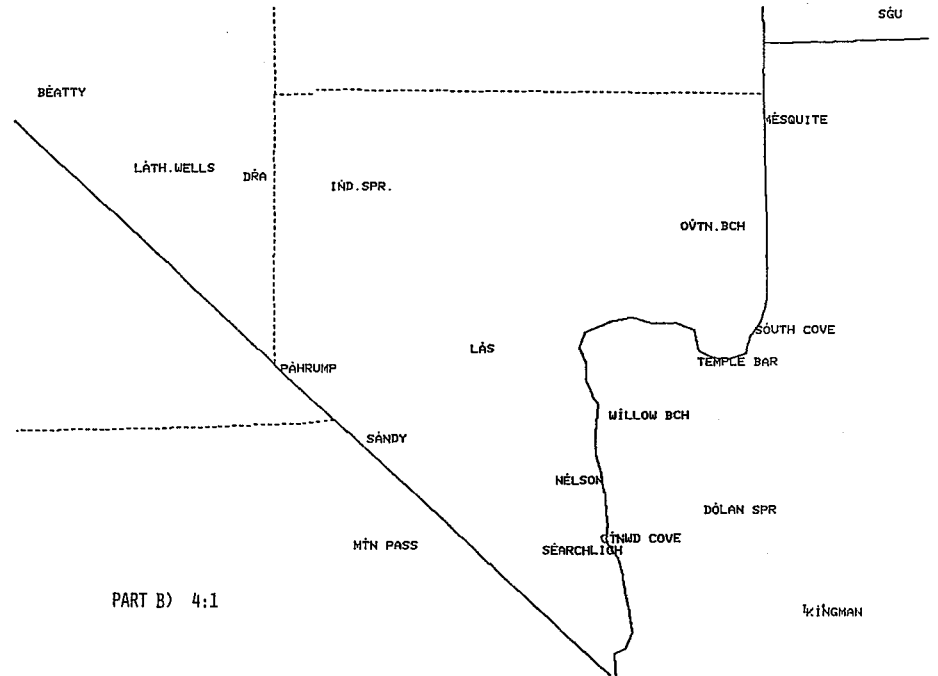 SGU
BEATTY
MESQUITE
LATH.WELLS
DRA
IND.SPR.
OVTN.BCH
SOUTH COVE
LAS
TEMPLE BAR
PAHRUMP
WILLOW BCH
SANDY
NELSON
DOLAN SPR
CTNWD COVE
MTN PASS
SEARCHLIGH
PART B) 4:1
KINGMAN